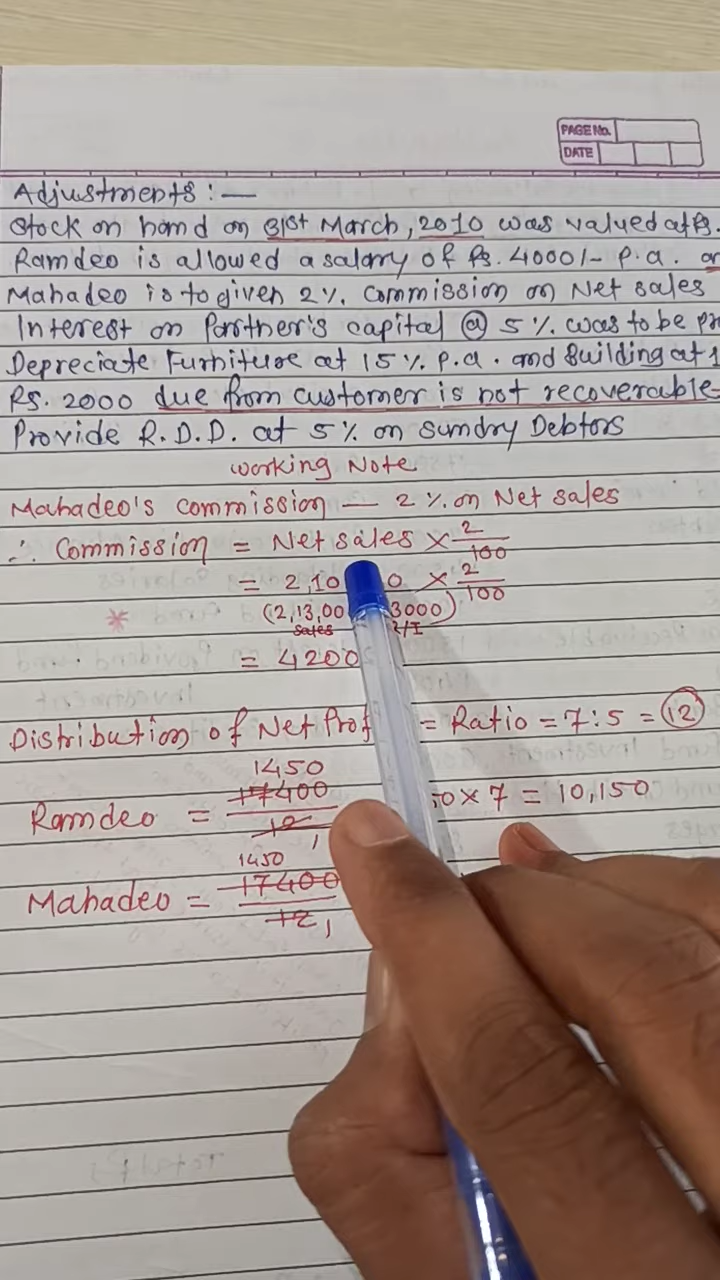 PAGE No.
DATE
Adjustments :—
Stock on hand on 31st March, 2010 was valued at Rs.
Ramdeo is allowed a salary of Rs. 4000/- p.a.
Mahadeo is to given 2% Commission on Net sales
Interest on Partner's capital @ 5% was to be
Depreciate Furniture at 15% p.a. and Building at
Rs. 2000 due from customer is not recoverable
Provide R.D.D. at 5% on Sundry Debtors
Working Note
Mahadeo's commission — 2% on Net sales
∴ Commission = Net sales × 2/100
= 2,10 0 × 2/100
* (2,13,00 3000)
sales R/I
= 4200
Distribution of Net Prof = Ratio = 7:5 = 12
1450
Ramdeo = 17400/12 1 50 × 7 = 10,150
1450
Mahadeo = 17400/12 1